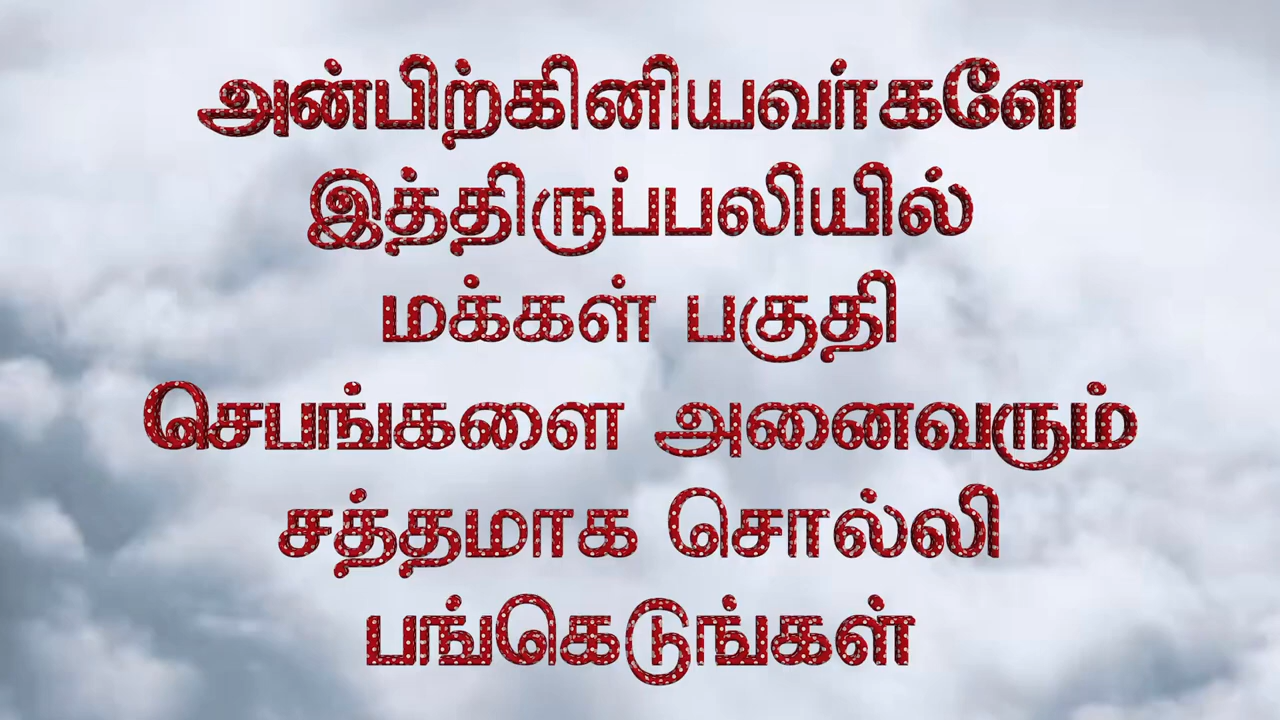 அன்பிற்கினியவர்களே
இத்திருப்பலியில்
மக்கள் பகுதி
செபங்களை அனைவரும்
சத்தமாக சொல்லி
பங்கெடுங்கள்